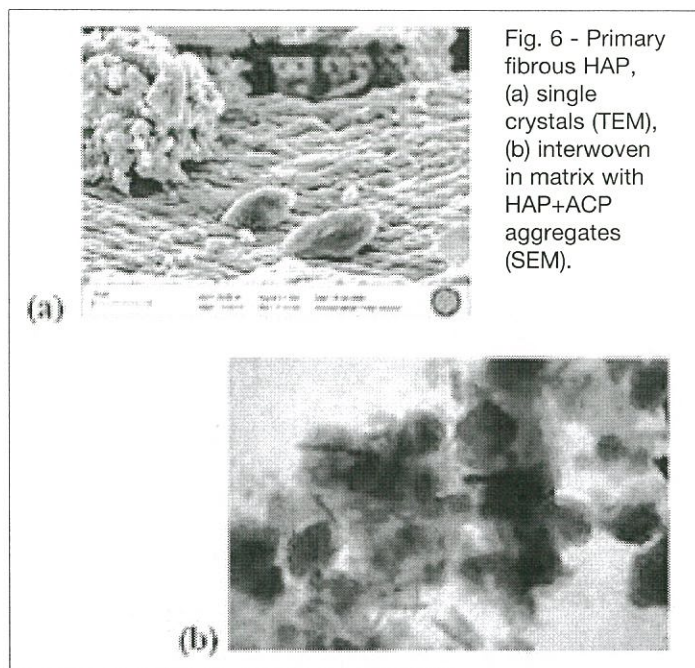 Fig. 6 - Primary
fibrous HAP,
(a) single
crystals (TEM),
(b) interwoven
in matrix with
HAP+ACP
aggregates
(SEM).
(a)
(b)